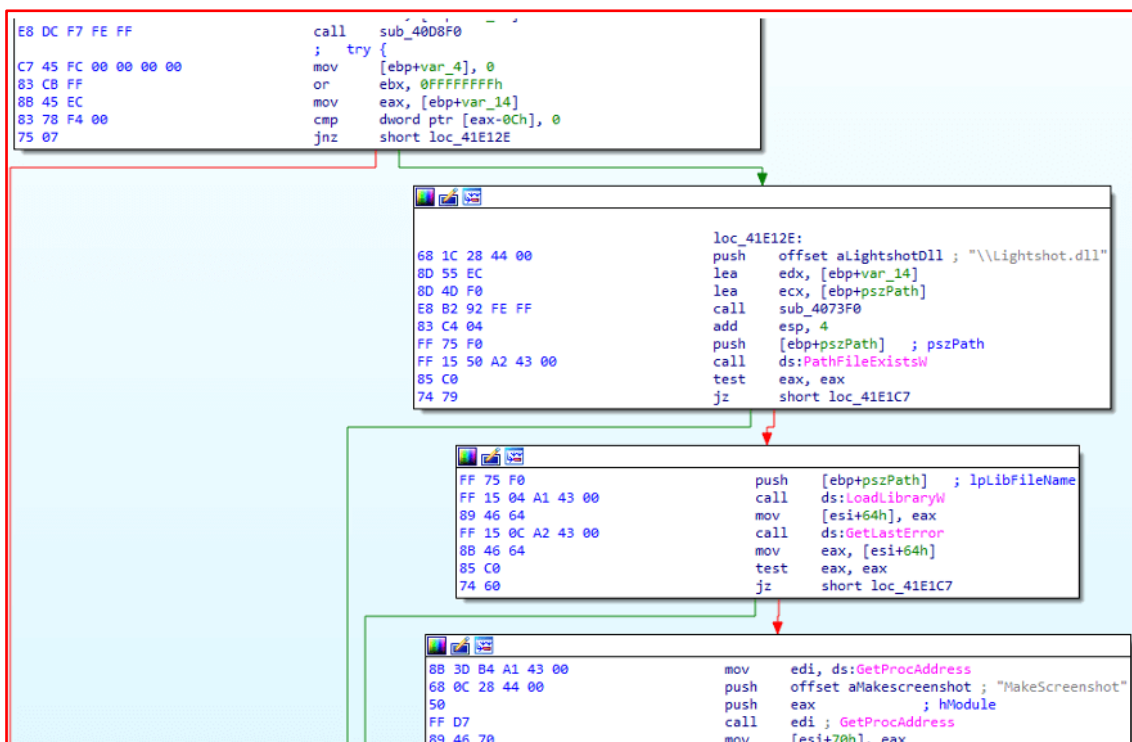 E8 DC F7 FE FF call sub_40D8F0
; try {
C7 45 FC 00 00 00 00 mov [ebp+var_4], 0
83 CB FF or ebx, 0FFFFFFFFh
8B 45 EC mov eax, [ebp+var_14]
83 78 F4 00 cmp dword ptr [eax-0Ch], 0
75 07 jnz short loc_41E12E
loc_41E12E:
68 1C 28 44 00 push offset aLightshotDll ; "\\Lightshot.dll"
8D 55 EC lea edx, [ebp+var_14]
8D 4D F0 lea ecx, [ebp+pszPath]
E8 B2 92 FE FF call sub_4073F0
83 C4 04 add esp, 4
FF 75 F0 push [ebp+pszPath] ; pszPath
FF 15 50 A2 43 00 call ds:PathFileExistsW
85 C0 test eax, eax
74 79 jz short loc_41E1C7
FF 75 F0 push [ebp+pszPath] ; lpLibFileName
FF 15 04 A1 43 00 call ds:LoadLibraryW
89 46 64 mov [esi+64h], eax
FF 15 0C A2 43 00 call ds:GetLastError
8B 46 64 mov eax, [esi+64h]
85 C0 test eax, eax
74 60 jz short loc_41E1C7
8B 3D B4 A1 43 00 mov edi, ds:GetProcAddress
68 0C 28 44 00 push offset aMakescreenshot ; "MakeScreenshot"
50 push eax ; hModule
FF D7 call edi ; GetProcAddress
89 46 70 mov [esi+70h], eax